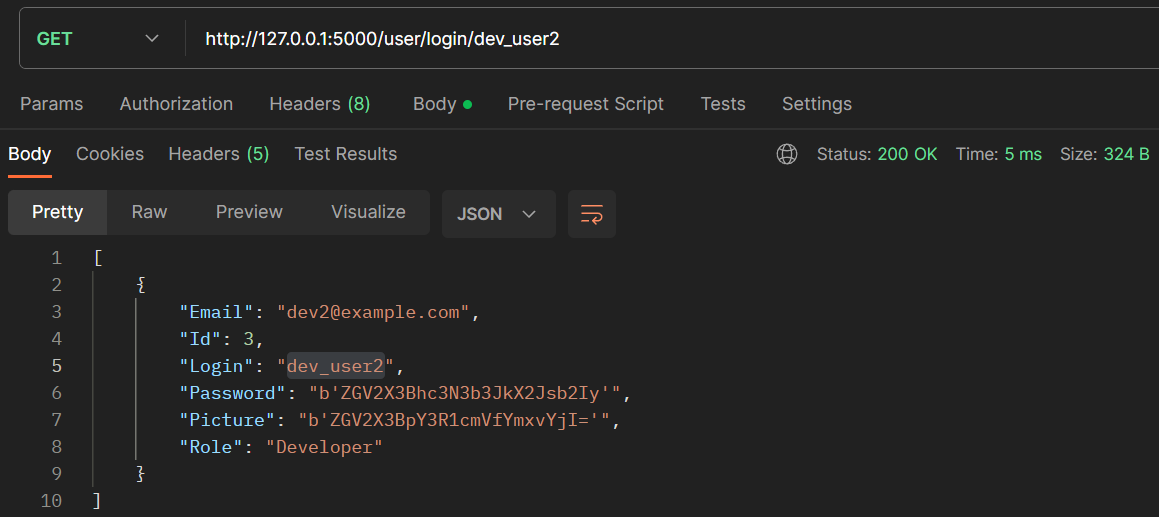 GET http://127.0.0.1:5000/user/login/dev_user2
Params Authorization Headers (8) Body Pre-request Script Tests Settings
Body Cookies Headers (5) Test Results Status: 200 OK Time: 5 ms Size: 324 B
Pretty Raw Preview Visualize JSON
1 [
2 {
3 "Email": "dev2@example.com",
4 "Id": 3,
5 "Login": "dev_user2",
6 "Password": "b'ZGV2X3Bhc3N3b3JkX2Jsb2Iy'",
7 "Picture": "b'ZGV2X3BpY3R1cmVfYmxvYjI='",
8 "Role": "Developer"
9 }
10 ]